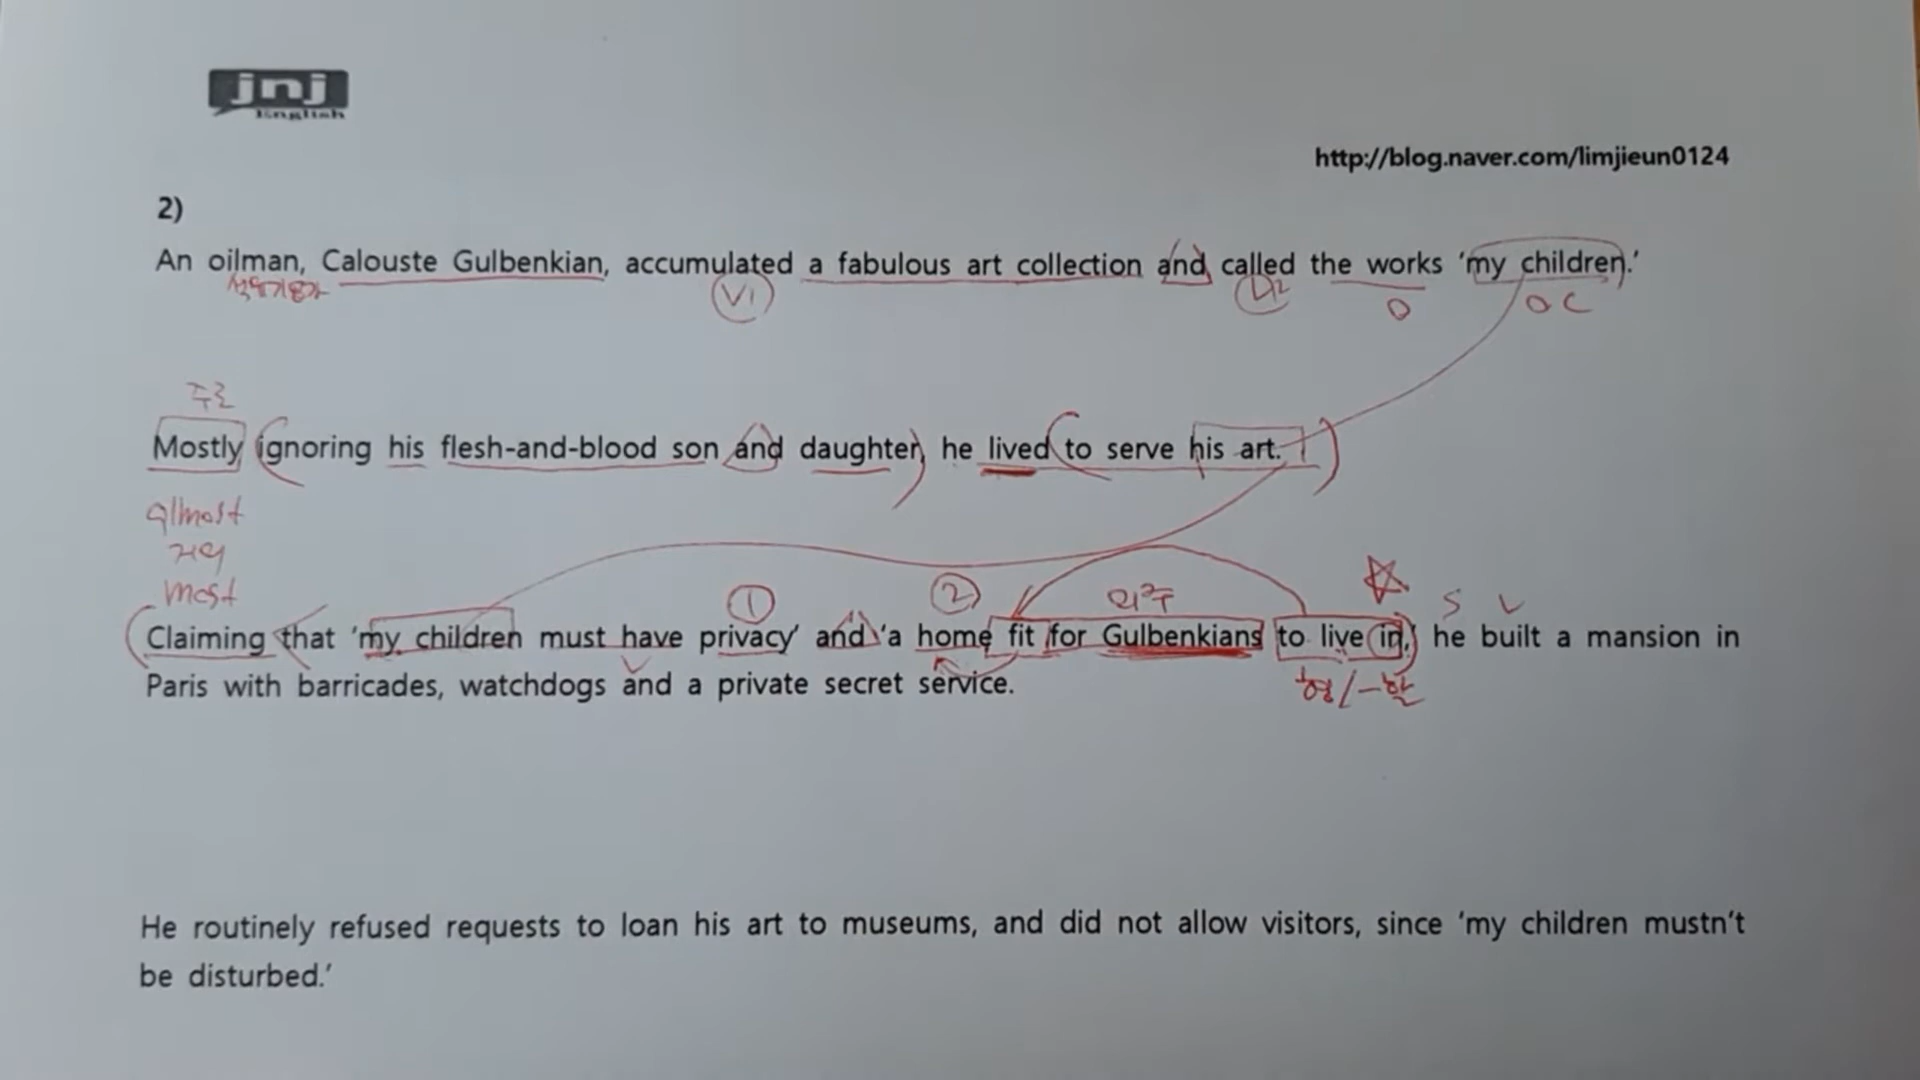 jnj
English
http://blog.naver.com/limjieun0124
2)
An oilman, Calouste Gulbenkian, accumulated a fabulous art collection and called the works ‘my children.’
석유기업가 V1 V2 O O C
주로
Mostly ignoring his flesh-and-blood son and daughter, he lived to serve his art.
almost
거의
most ① ② 의주 S V
Claiming that ‘my children must have privacy’ and ‘a home fit for Gulbenkians to live in,’ he built a mansion in
Paris with barricades, watchdogs and a private secret service.
형/-할
He routinely refused requests to loan his art to museums, and did not allow visitors, since ‘my children mustn’t
be disturbed.’